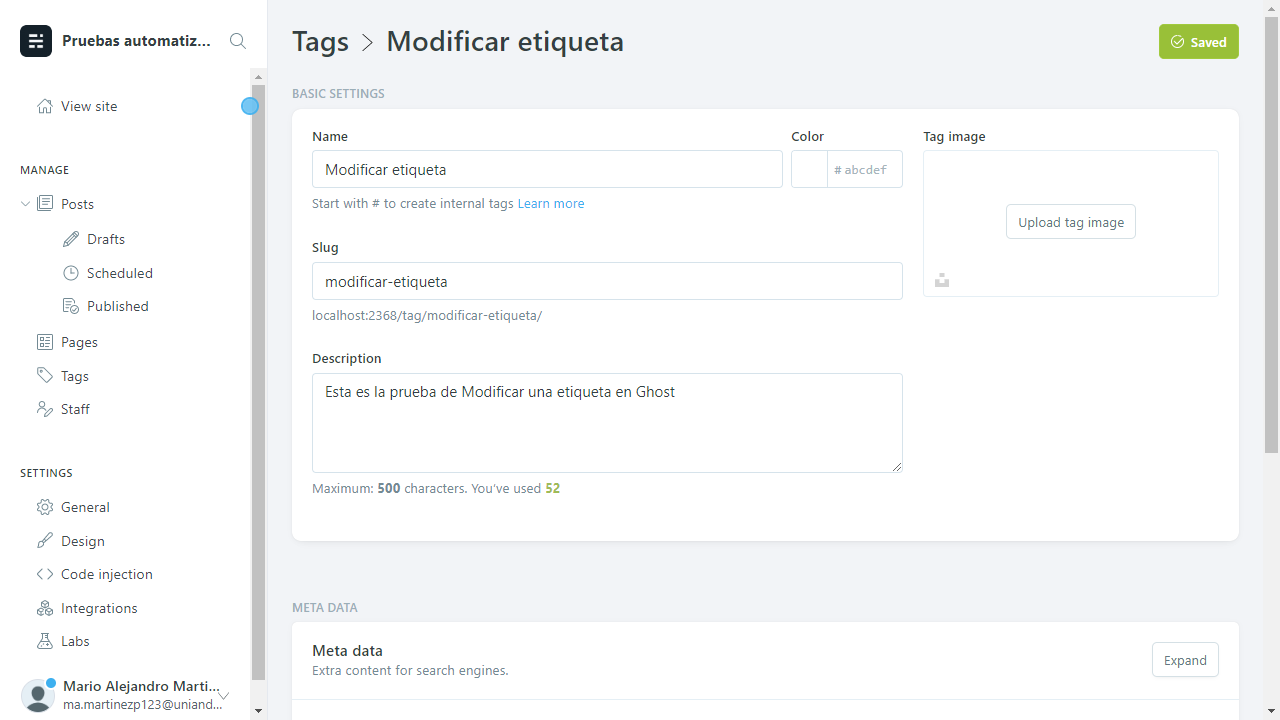 Pruebas automatiz...
View site
MANAGE
Posts
Drafts
Scheduled
Published
Pages
Tags
Staff
SETTINGS
General
Design
Code injection
Integrations
Labs
Mario Alejandro Marti...
ma.martinezp123@uniand...
Tags > Modificar etiqueta
Saved
BASIC SETTINGS
Name
Modificar etiqueta
Start with # to create internal tags Learn more
Color
# abcdef
Tag image
Upload tag image
Slug
modificar-etiqueta
localhost:2368/tag/modificar-etiqueta/
Description
Esta es la prueba de Modificar una etiqueta en Ghost
Maximum: 500 characters. You've used 52
META DATA
Meta data
Extra content for search engines.
Expand